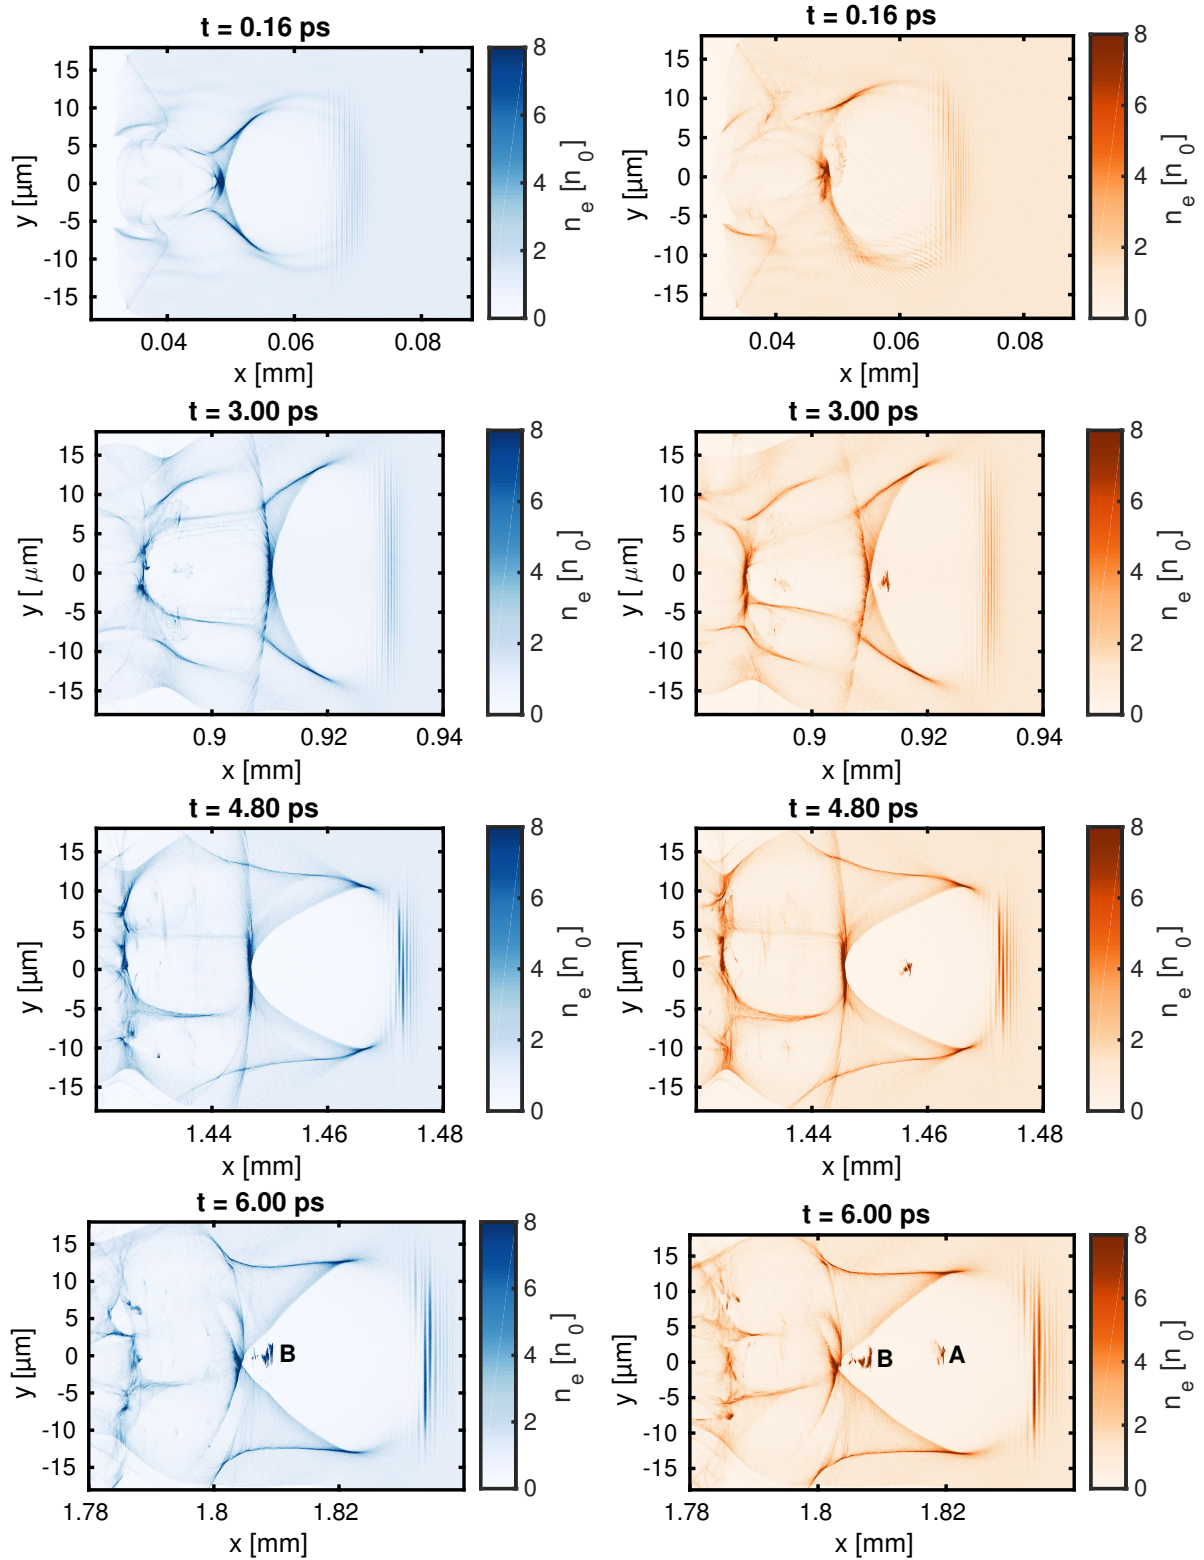 t = 0.16 ps
15
10
5
0
-5
-10
-15
y [µm]
0.04 0.06 0.08
x [mm]
8
6
4
2
0
n_e [n_0]
t = 0.16 ps
15
10
5
0
-5
-10
-15
y [µm]
0.04 0.06 0.08
x [mm]
8
6
4
2
0
n_e [n_0]
t = 3.00 ps
15
10
5
0
-5
-10
-15
y [ µm]
0.9 0.92 0.94
x [mm]
8
6
4
2
0
n_e [n_0]
t = 3.00 ps
15
10
5
0
-5
-10
-15
y [ µm]
0.9 0.92 0.94
x [mm]
8
6
4
2
0
n_e [n_0]
t = 4.80 ps
15
10
5
0
-5
-10
-15
y [µm]
1.44 1.46 1.48
x [mm]
8
6
4
2
0
n_e [n_0]
t = 4.80 ps
15
10
5
0
-5
-10
-15
y [µm]
1.44 1.46 1.48
x [mm]
8
6
4
2
0
n_e [n_0]
t = 6.00 ps
15
10
5
0
-5
-10
-15
y [µm]
B
1.78 1.8 1.82
x [mm]
8
6
4
2
0
n_e [n_0]
t = 6.00 ps
15
10
5
0
-5
-10
-15
y [µm]
B A
1.78 1.8 1.82
x [mm]
8
6
4
2
0
n_e [n_0]